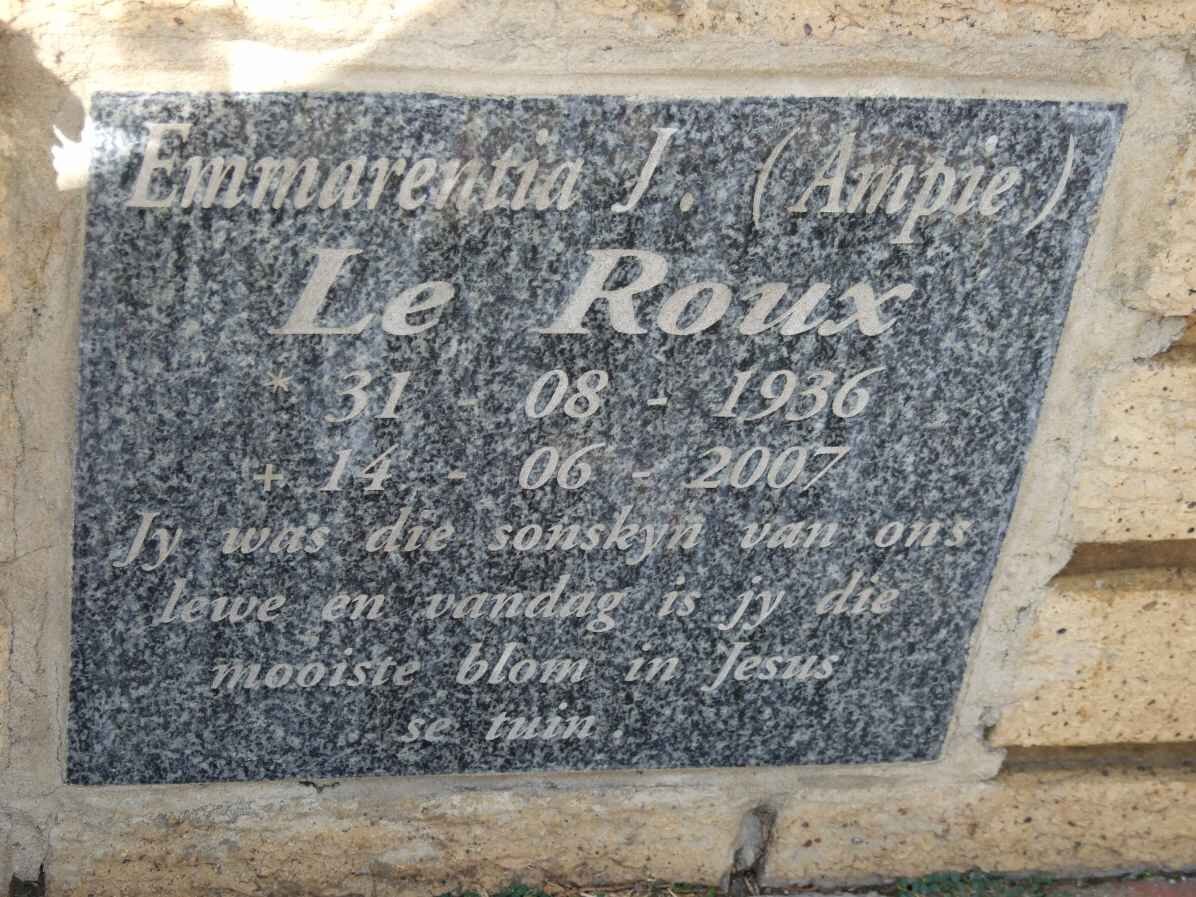 Emmarentia J. (Ampie)
Le Roux
* 31 - 08 - 1936
+ 14 - 06 - 2007
Jy was die sonskyn van ons
lewe en vandag is jy die
mooiste blom in Jesus
se tuin.